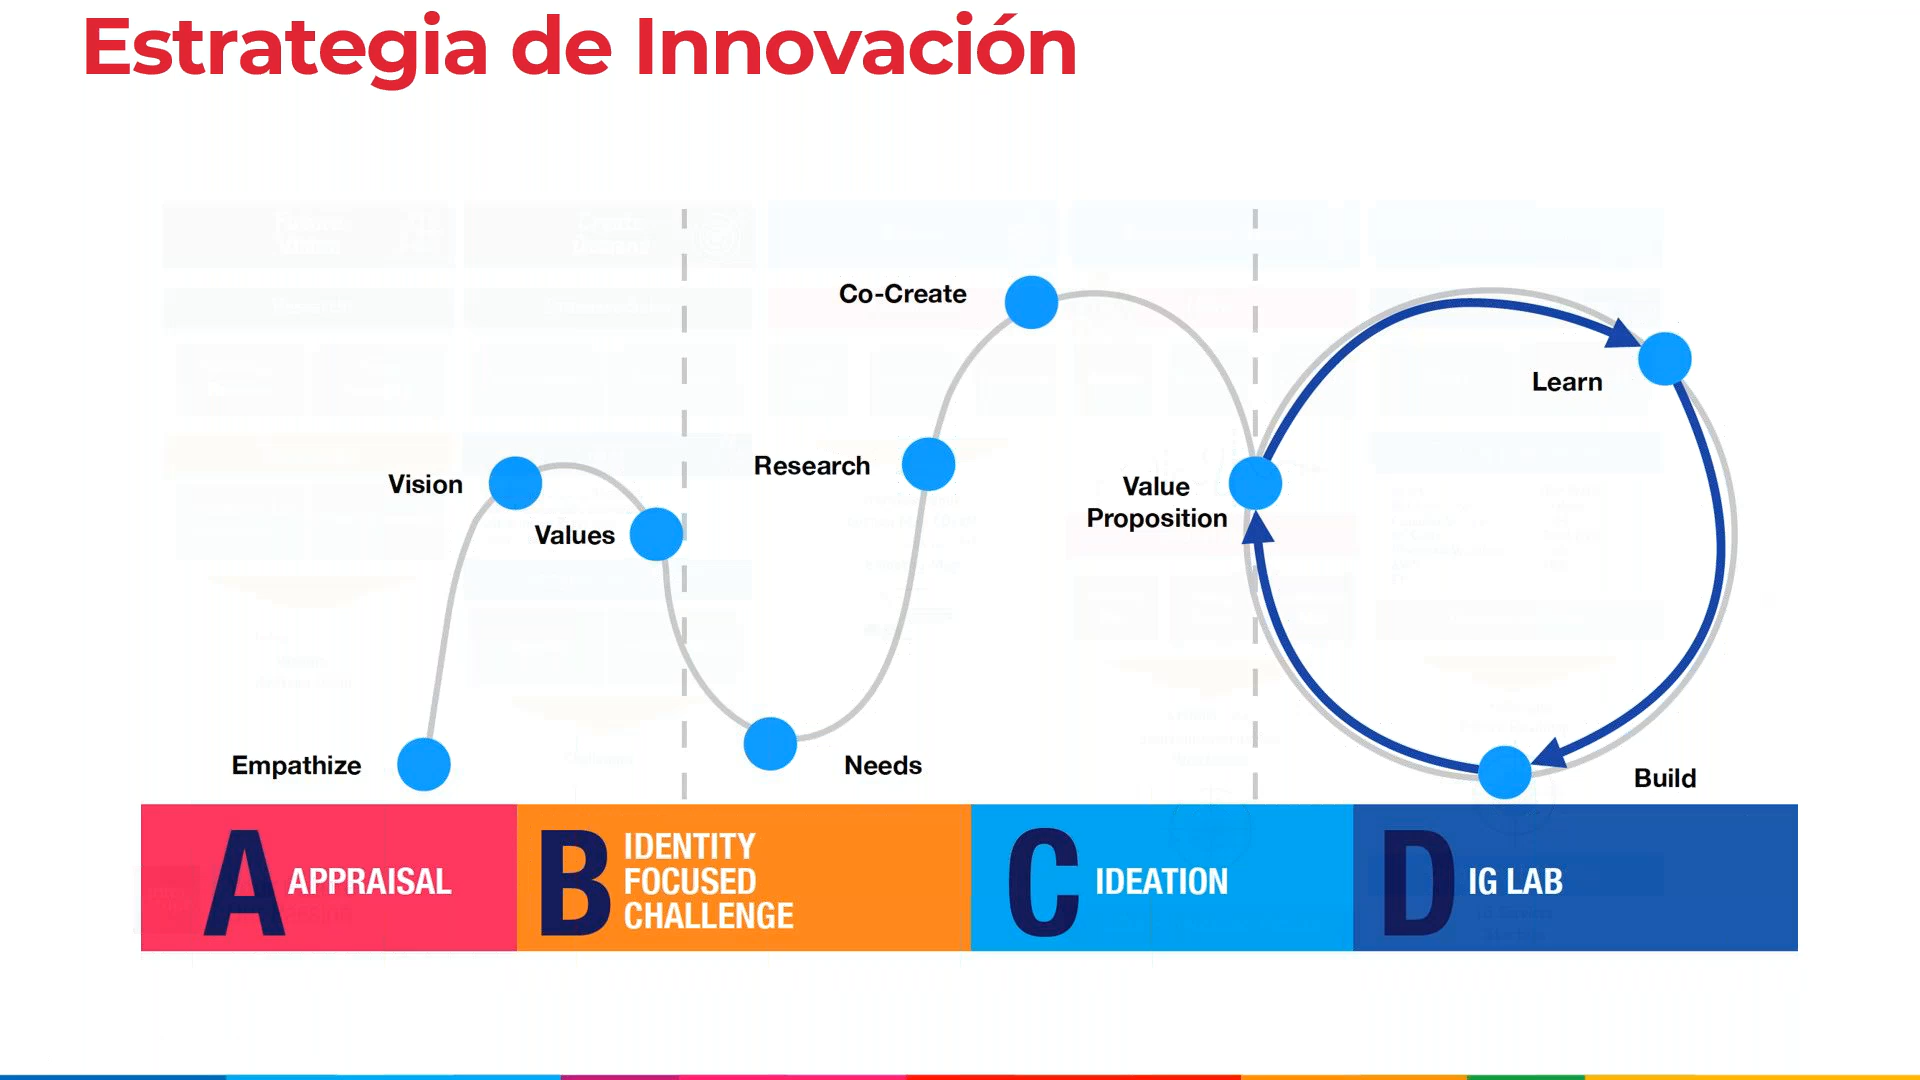 Estrategia de Innovación
Co-Create
Learn
Vision
Research
Value
Proposition
Values
Empathize
Needs
Build
A APPRAISAL
B IDENTITY
FOCUSED
CHALLENGE
C IDEATION
D IG LAB